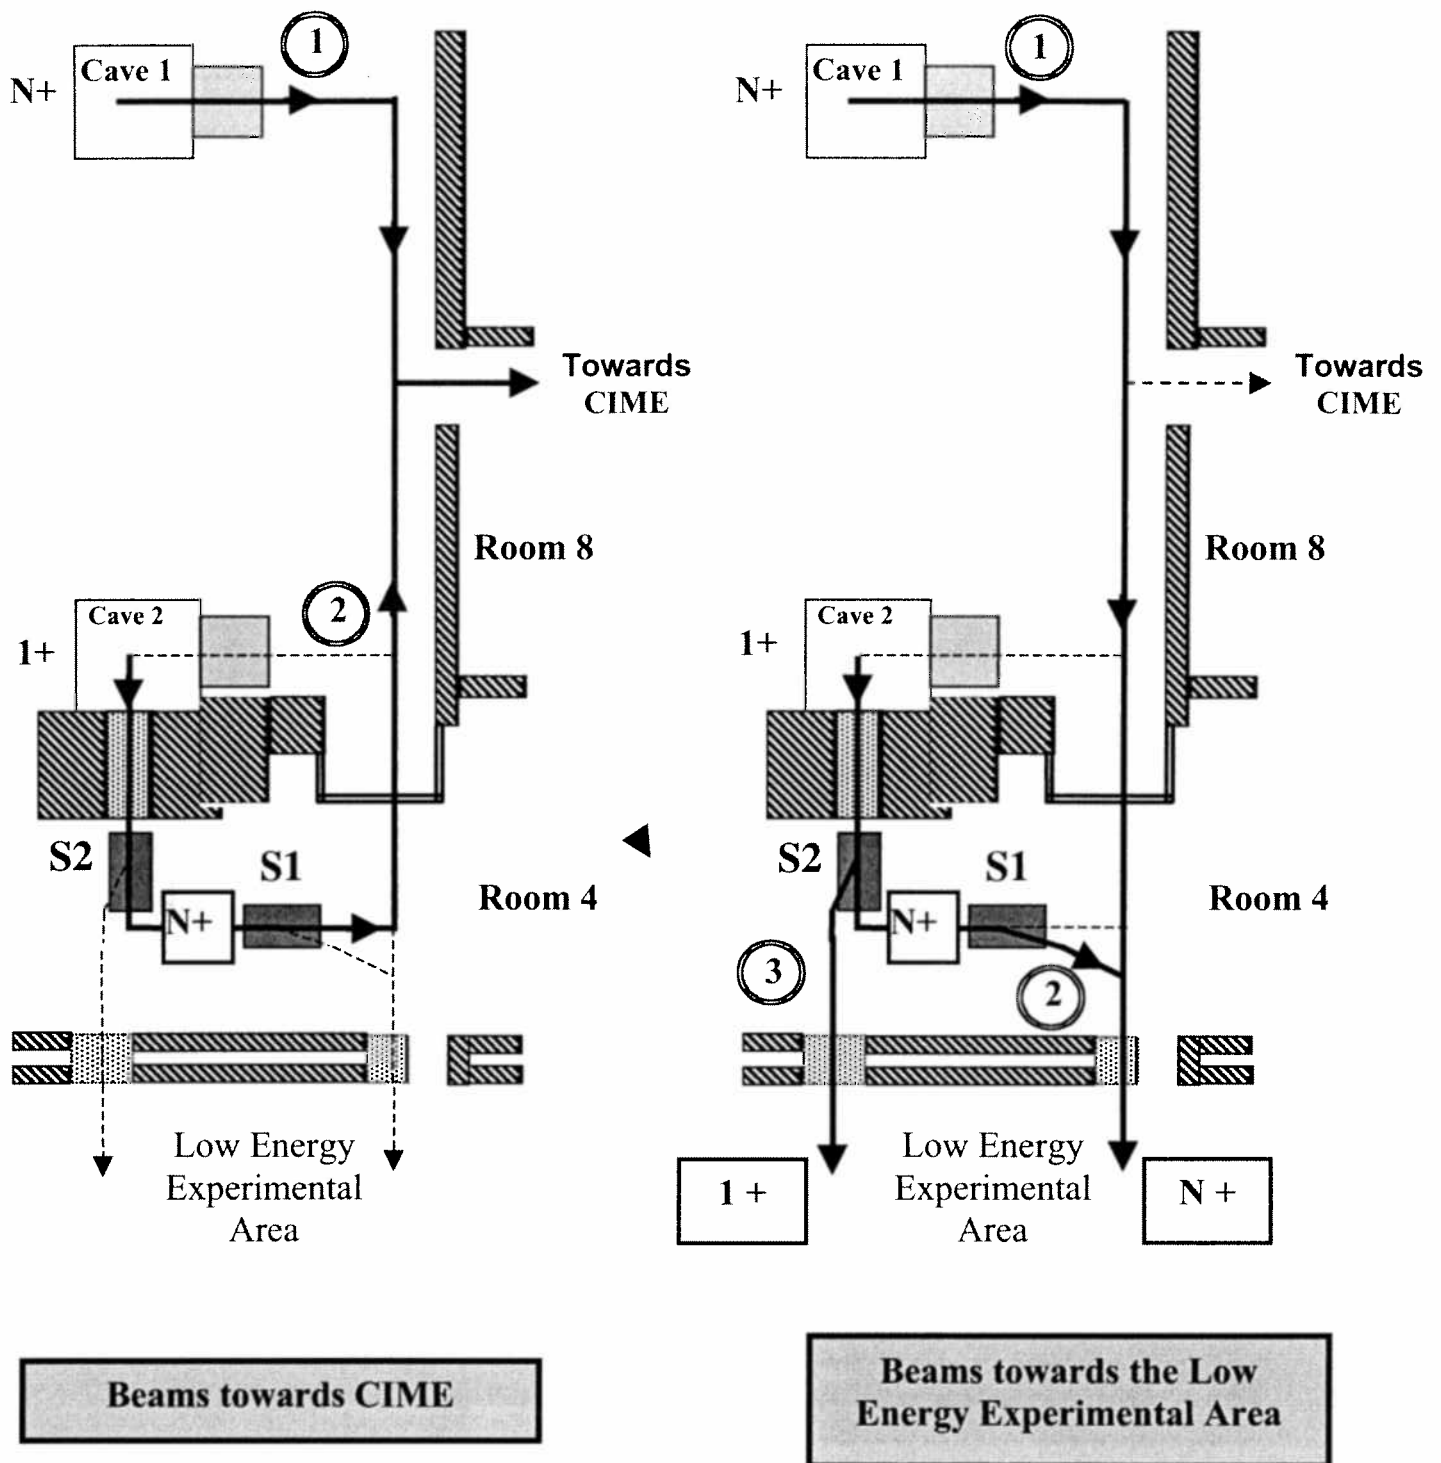 1
Cave 1
N+
Towards
CIME
Room 8
2
Cave 2
1+
S2
S1
N+
Room 4
Low Energy
Experimental
Area
Beams towards CIME
1
Cave 1
N+
Towards
CIME
Room 8
Cave 2
1+
S2
S1
N+
Room 4
3
2
Low Energy
Experimental
Area
1 +
N +
Beams towards the Low
Energy Experimental Area